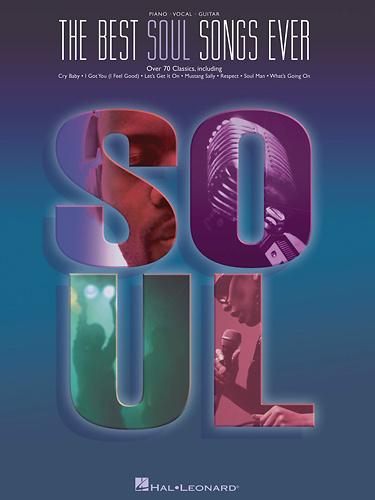 PIANO · VOCAL · GUITAR
THE BEST SOUL SONGS EVER
Over 70 Classics, including
Cry Baby • I Got You (I Feel Good) • Let's Get It On • Mustang Sally • Respect • Soul Man • What's Going On
SO
UL
HAL•LEONARD®